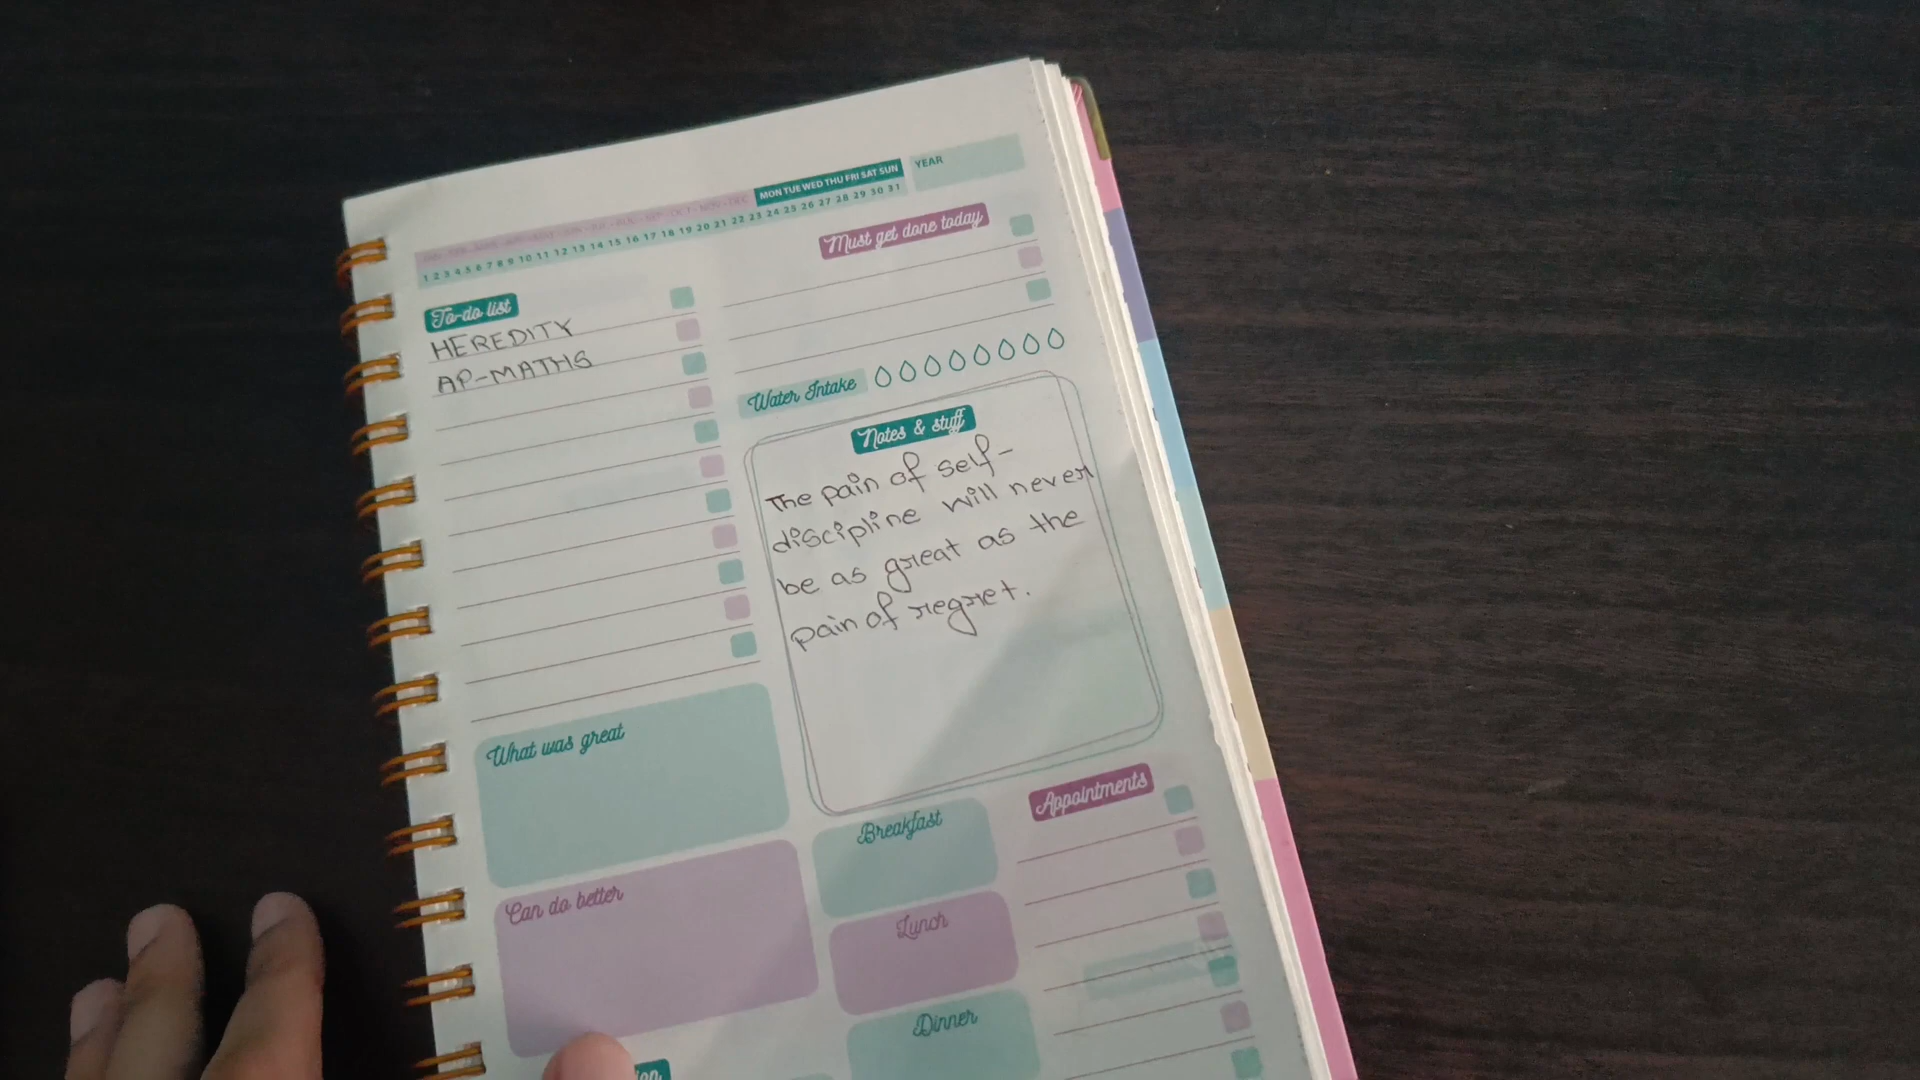 MON TUE WED THU FRI SAT SUN
YEAR
1 2 3 4 5 6 7 8 9 10 11 12 13 14 15 16 17 18 19 20 21 22 23 24 25 26 27 28 29 30 31
To-do list
HEREDITY
AP-MATHS
Must get done today
Water Intake
Notes & stuff
The pain of self-
discipline will never
be as great as the
pain of regret.
What was great
Can do better
Breakfast
Lunch
Dinner
Appointments